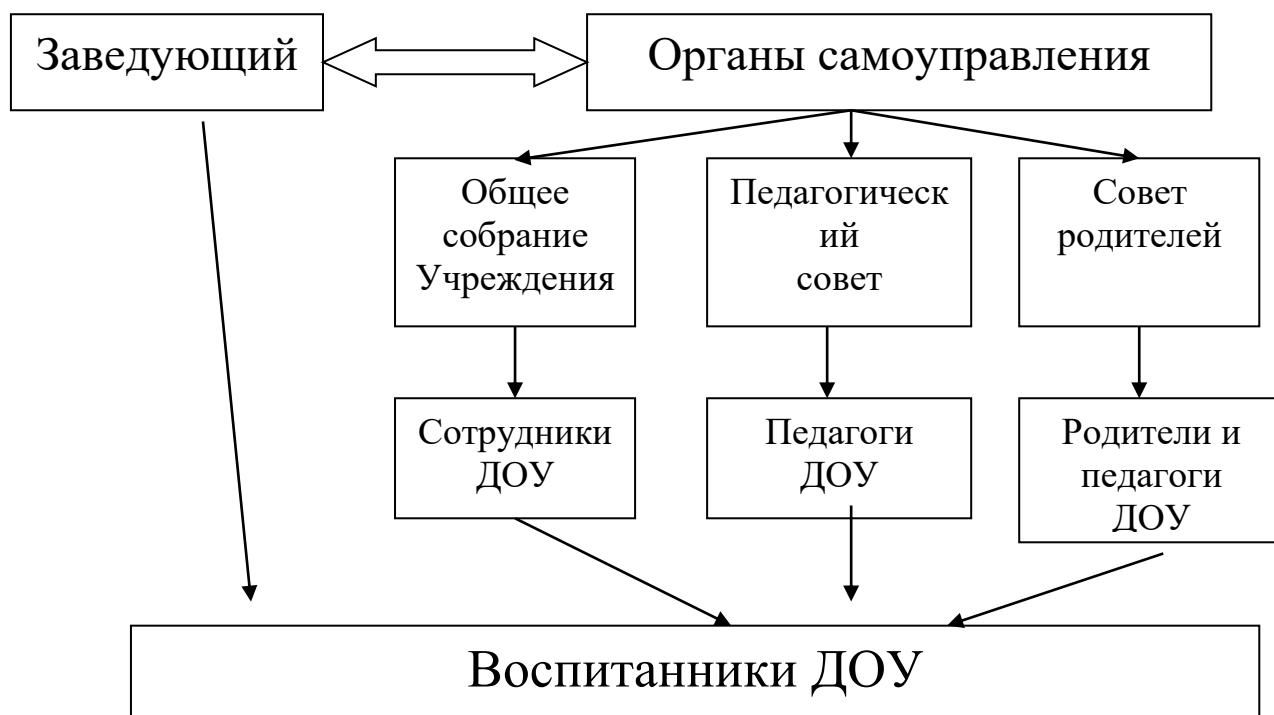 Заведующий
Органы самоуправления
Общее
собрание
Учреждения
Педагогическ
ий
совет
Совет
родителей
Сотрудники
ДОУ
Педагоги
ДОУ
Родители и
педагоги
ДОУ
Воспитанники ДОУ